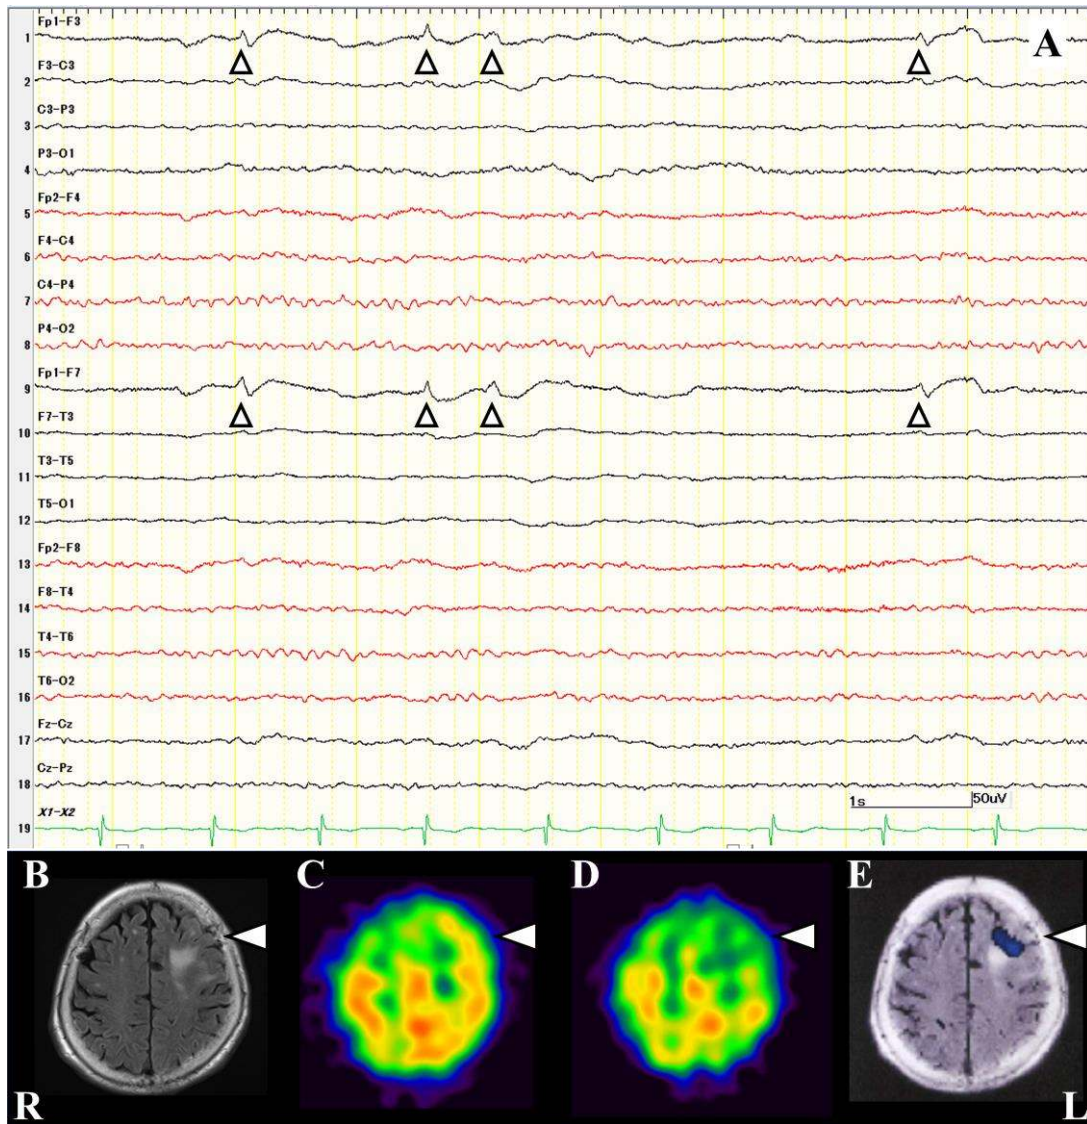 Fp1-F3
1
A
F3-C3
2
C3-P3
3
P3-O1
4
Fp2-F4
5
F4-C4
6
C4-P4
7
P4-O2
8
Fp1-F7
9
F7-T3
10
T3-T5
11
T5-O1
12
Fp2-F8
13
F8-T4
14
T4-T6
15
T6-O2
16
Fz-Cz
17
Cz-Pz
18
1s 50uV
X1-X2
19
B C D E
R L